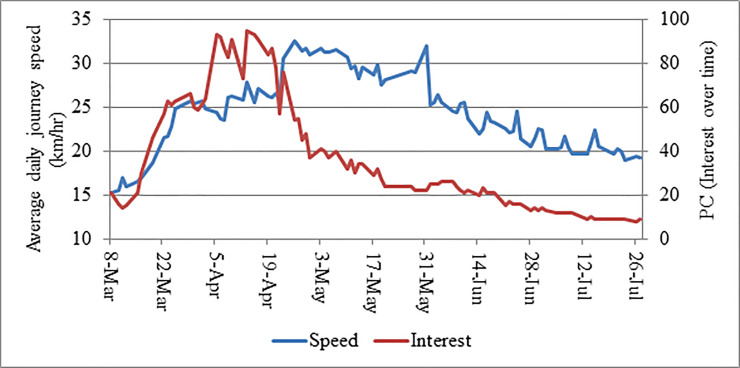 Average daily journey speed
(km/hr)
35
30
25
20
15
10
100
80
60
40
20
0
PC (Interest over time)
8-Mar
22-Mar
5-Apr
19-Apr
3-May
17-May
31-May
14-Jun
28-Jun
12-Jul
26-Jul
Speed
Interest